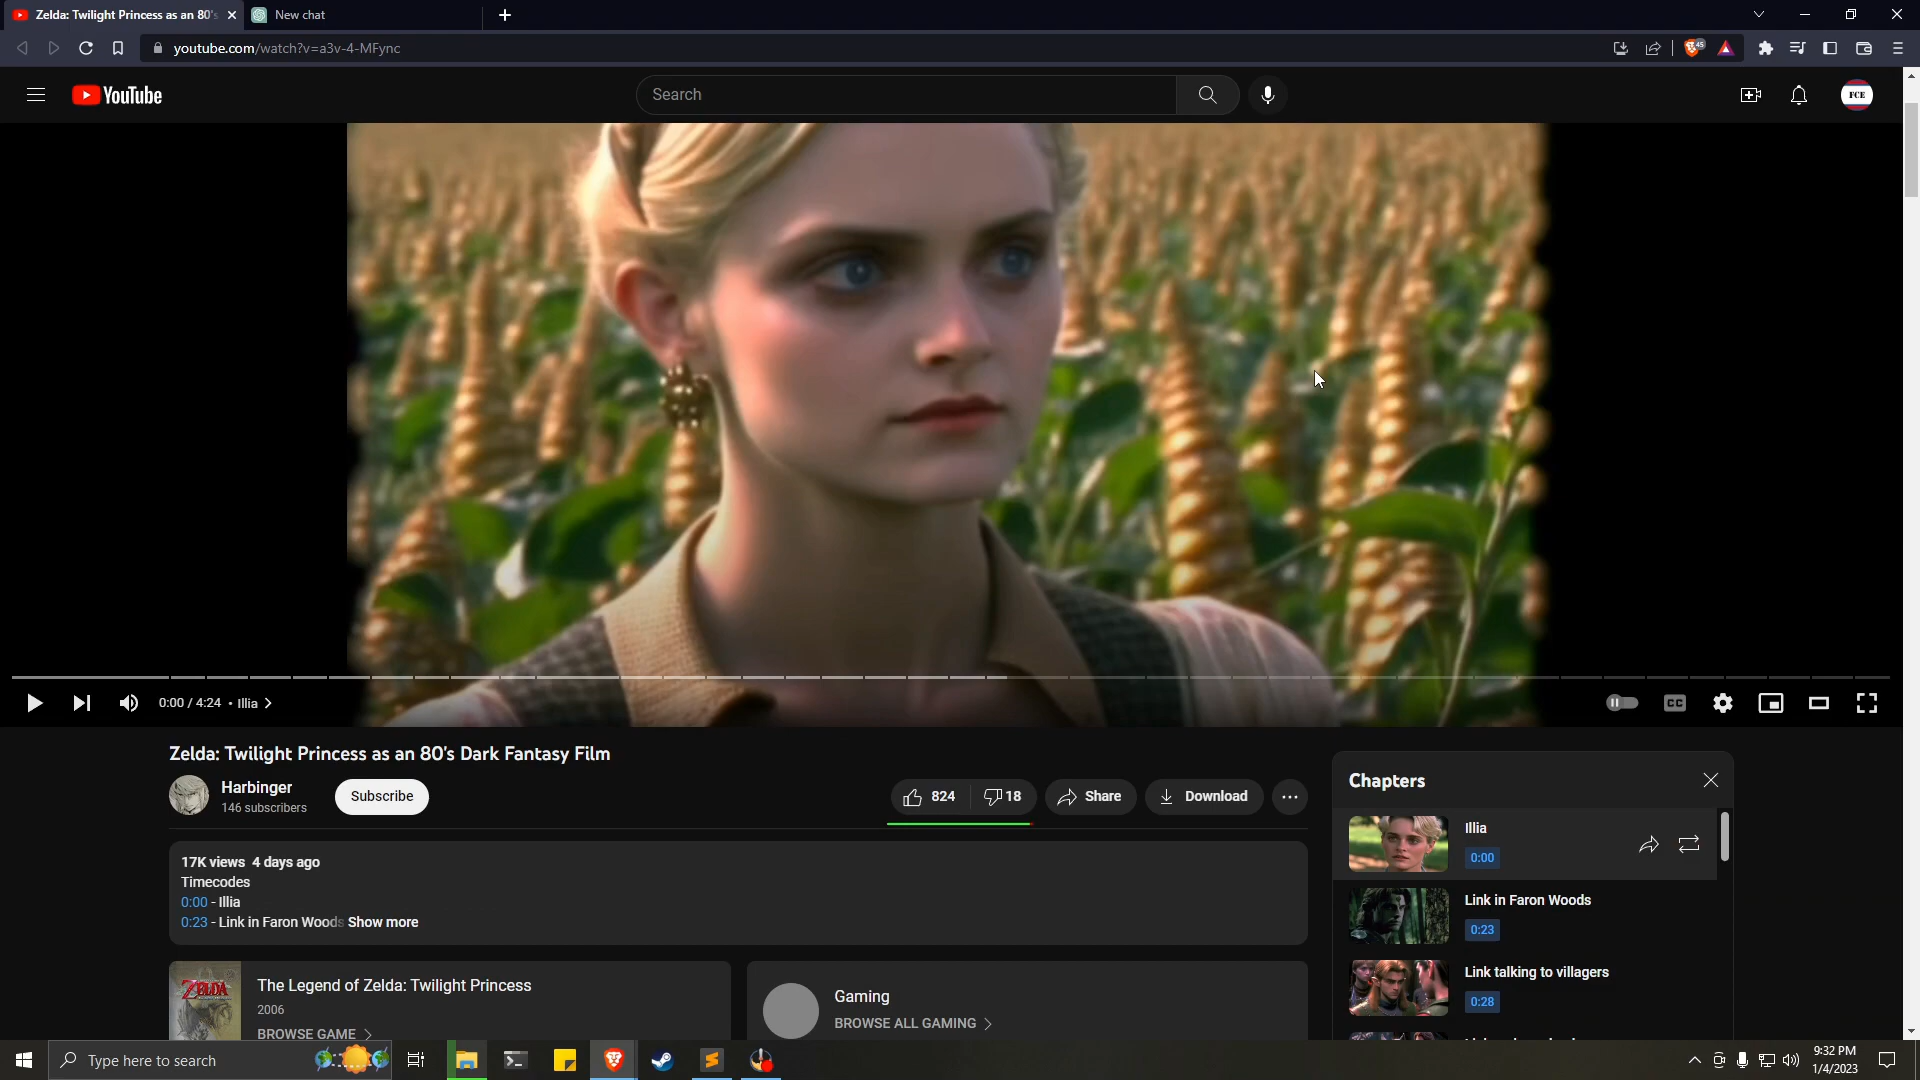 Zelda: Twilight Princess as an 80's
New chat
youtube.com/watch?v=a3v-4-MFync
45
YouTube
Search
FCE
0:00 / 4:24 • Illia
CC
Zelda: Twilight Princess as an 80's Dark Fantasy Film
Harbinger
146 subscribers
Subscribe
824
18
Share
Download
17K views 4 days ago
Timecodes
0:00 - Illia
0:23 - Link in Faron Woods Show more
ZELDA
The Legend of Zelda: Twilight Princess
2006
BROWSE GAME
Gaming
BROWSE ALL GAMING
Chapters
Illia
0:00
Link in Faron Woods
0:23
Link talking to villagers
0:28
Type here to search
9:32 PM
1/4/2023